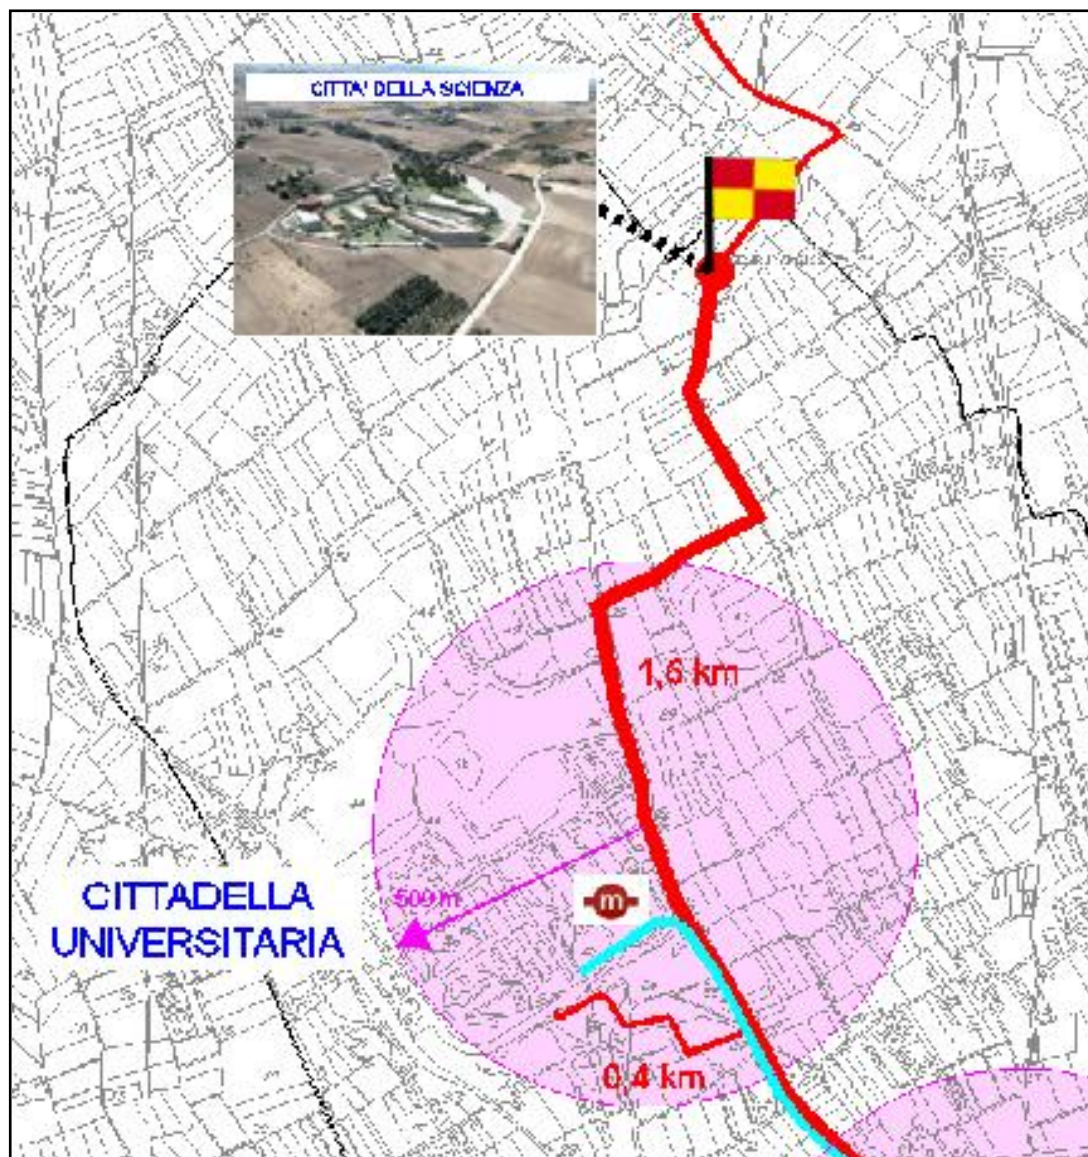 CITTA' DELLA SCIENZA
1,6 km
500 m
m
CITTADELLA
UNIVERSITARIA
0,4 km